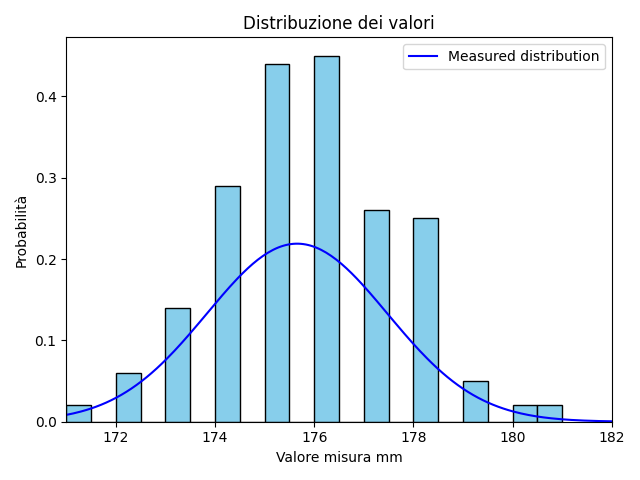 Distribuzione dei valori
Measured distribution
Probabilità
0.4
0.3
0.2
0.1
0.0
172 174 176 178 180 182
Valore misura mm